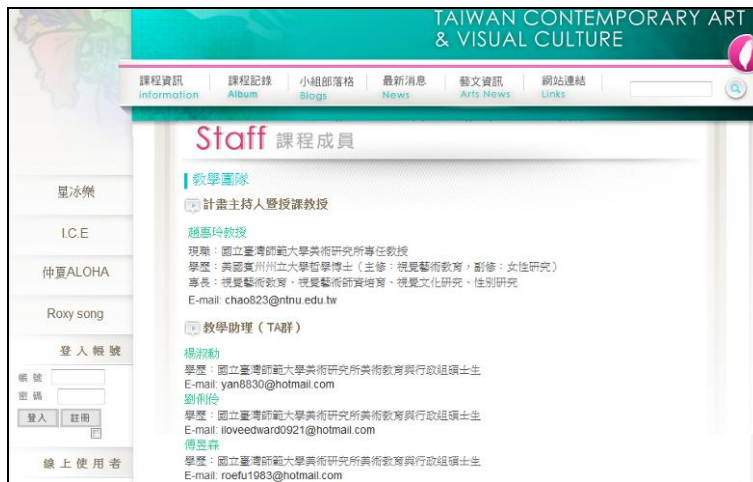 TAIWAN CONTEMPORARY ART
& VISUAL CULTURE
課程資訊 課程記錄 小組部落格 最新消息 藝文資訊 網站連結
information Album Blogs News Arts News Links
Staff 課程成員
教學團隊
計畫主持人暨授課教授
趙惠玲教授
現職：國立臺灣師範大學美術研究所專任教授
學歷：美國賓州州立大學哲學博士（主修：視覺藝術教育，副修：女性研究）
專長：視覺藝術教育、視覺藝術師資培育、視覺文化研究、性別研究
E-mail: chao823@ntnu.edu.tw
教學助理（TA群）
楊淑勳
學歷：國立臺灣師範大學美術研究所美術教育與行政組碩士生
E-mail: yan8830@hotmail.com
劉俐伶
學歷：國立臺灣師範大學美術研究所美術教育與行政組碩士生
E-mail: iloveedward0921@hotmail.com
傅昱森
學歷：國立臺灣師範大學美術研究所美術教育與行政組碩士生
E-mail: roefu1983@hotmail.com
星冰樂
I.C.E
仲夏ALOHA
Roxy song
登入帳號
帳 號
密 碼
登入 註冊
線上使用者